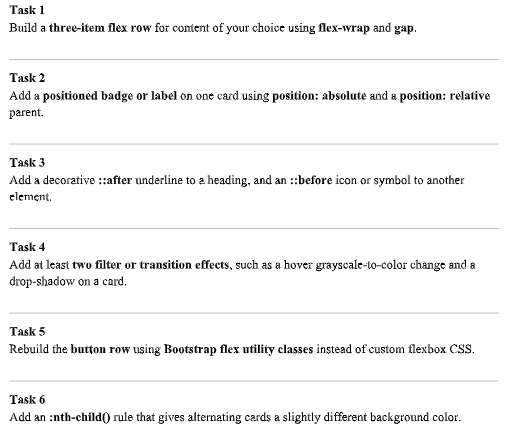 Task 1
Build a three-item flex row for content of your choice using flex-wrap and gap.
Task 2
Add a positioned badge or label on one card using position: absolute and a position: relative
parent.
Task 3
Add a decorative ::after underline to a heading, and an ::before icon or symbol to another
element.
Task 4
Add at least two filter or transition effects, such as a hover grayscale-to-color change and a
drop-shadow on a card.
Task 5
Rebuild the button row using Bootstrap flex utility classes instead of custom flexbox CSS.
Task 6
Add an :nth-child() rule that gives alternating cards a slightly different background color.